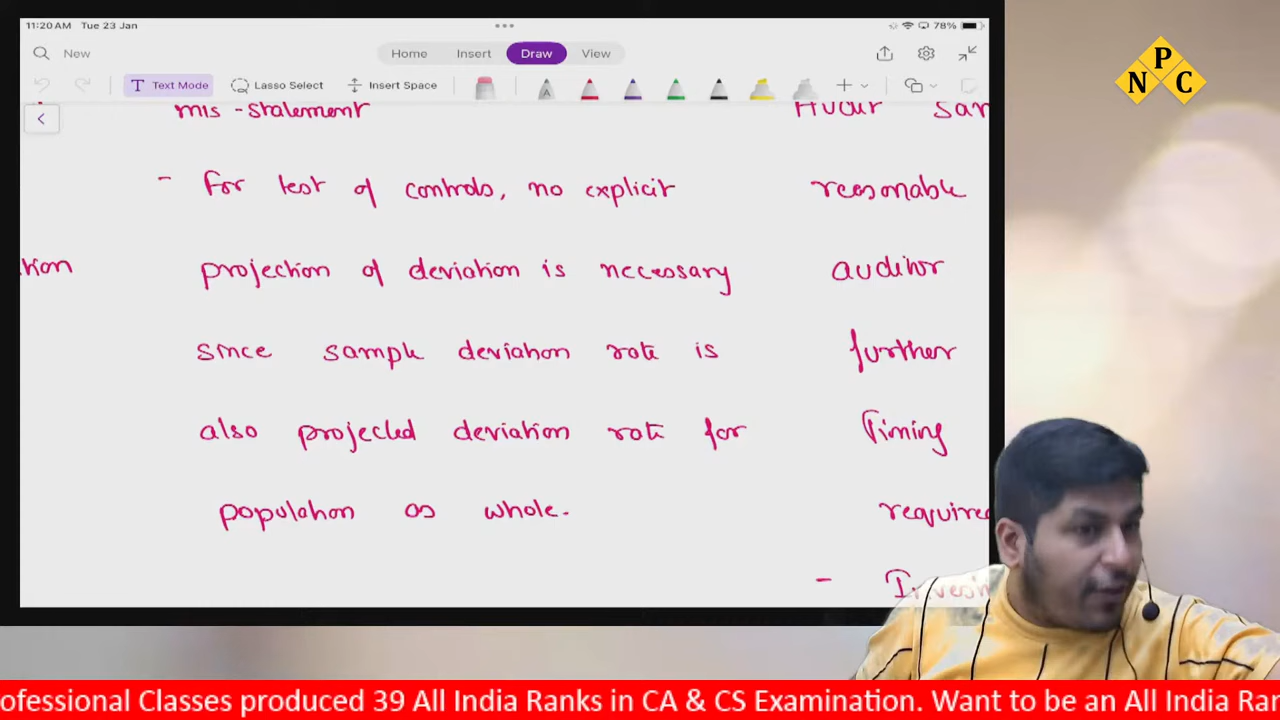 11:20 AM Tue 23 Jan
78%
New
Home Insert Draw View
Text Mode Lasso Select Insert Space
mis-statement
- For test of controls, no explicit
projection of deviation is necessary
since sample deviation rate is
also projected deviation rate for
population as whole.
tion
reasonable
auditor
further
Timing
require
-
N P C
ofessional Classes produced 39 All India Ranks in CA & CS Examination. Want to be an All India Ran